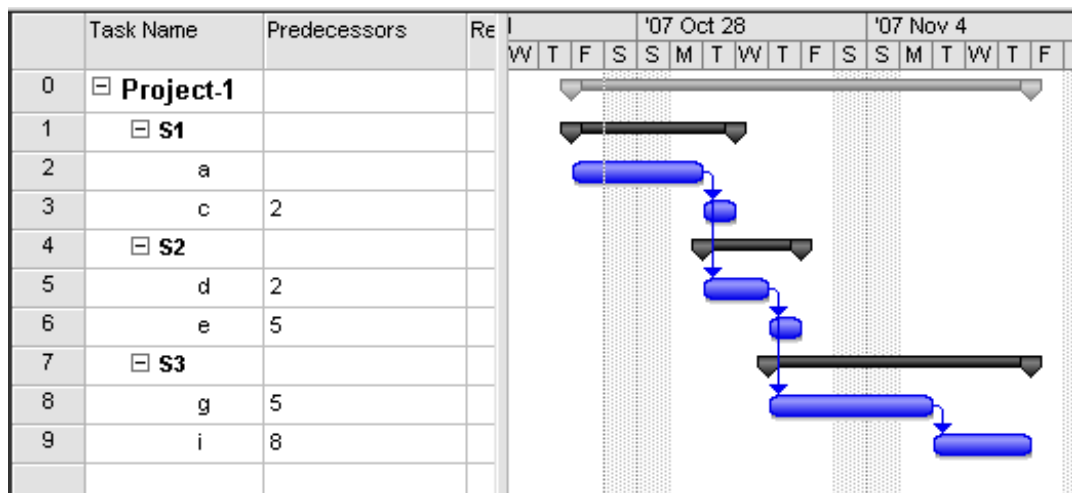 Task Name Predecessors Re '07 Oct 28 '07 Nov 4
W T F S S M T W T F S S M T W T F
0 Project-1
1 S1
2 a
3 c 2
4 S2
5 d 2
6 e 5
7 S3
8 g 5
9 i 8